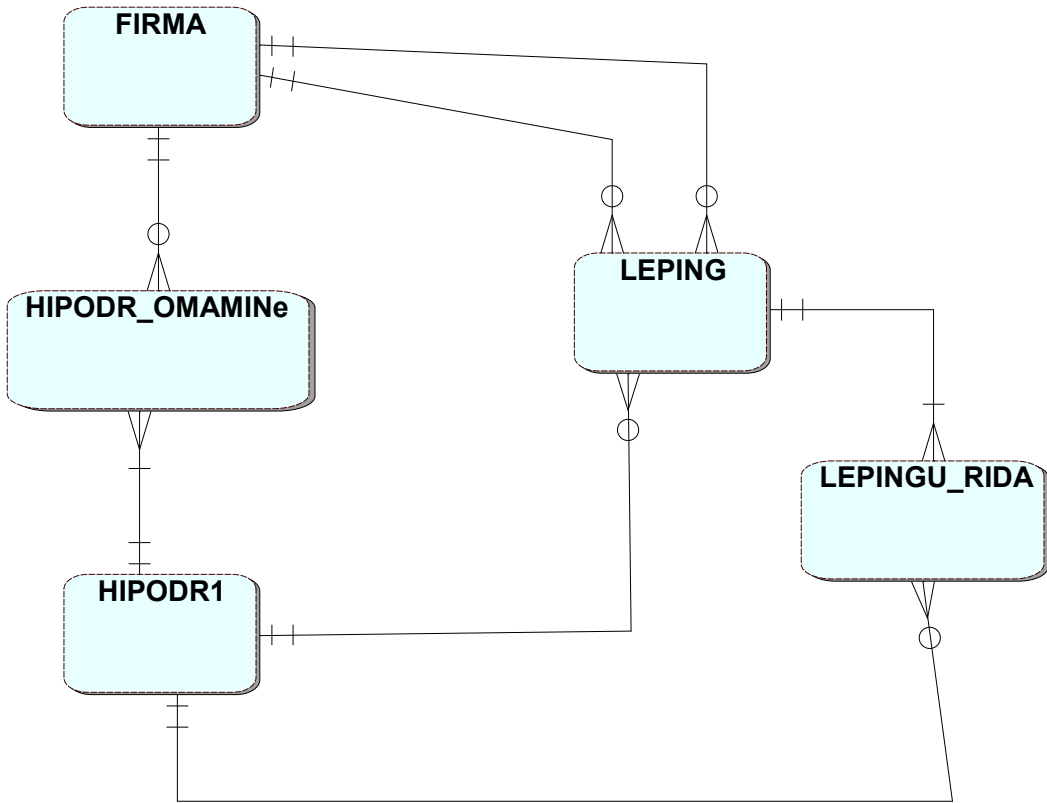 FIRMA
LEPING
HIPODR_OMAMINe
LEPINGU_RIDA
HIPODR1